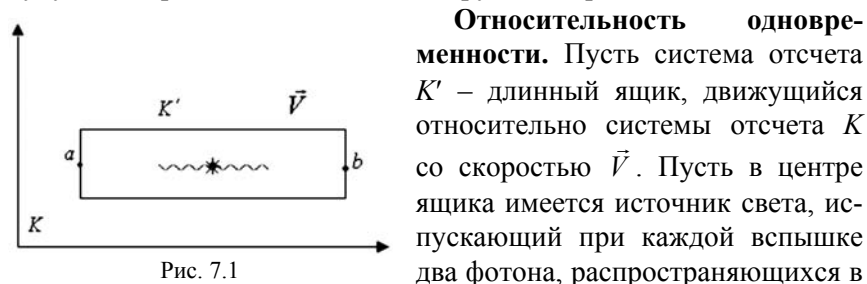 Относительность одновре-
менности. Пусть система отсчета
K′ – длинный ящик, движущийся
относительно системы отсчета K
со скоростью V⃗. Пусть в центре
ящика имеется источник света, ис-
пускающий при каждой вспышке
два фотона, распространяющихся в
K′ V⃗
a b
K
Рис. 7.1